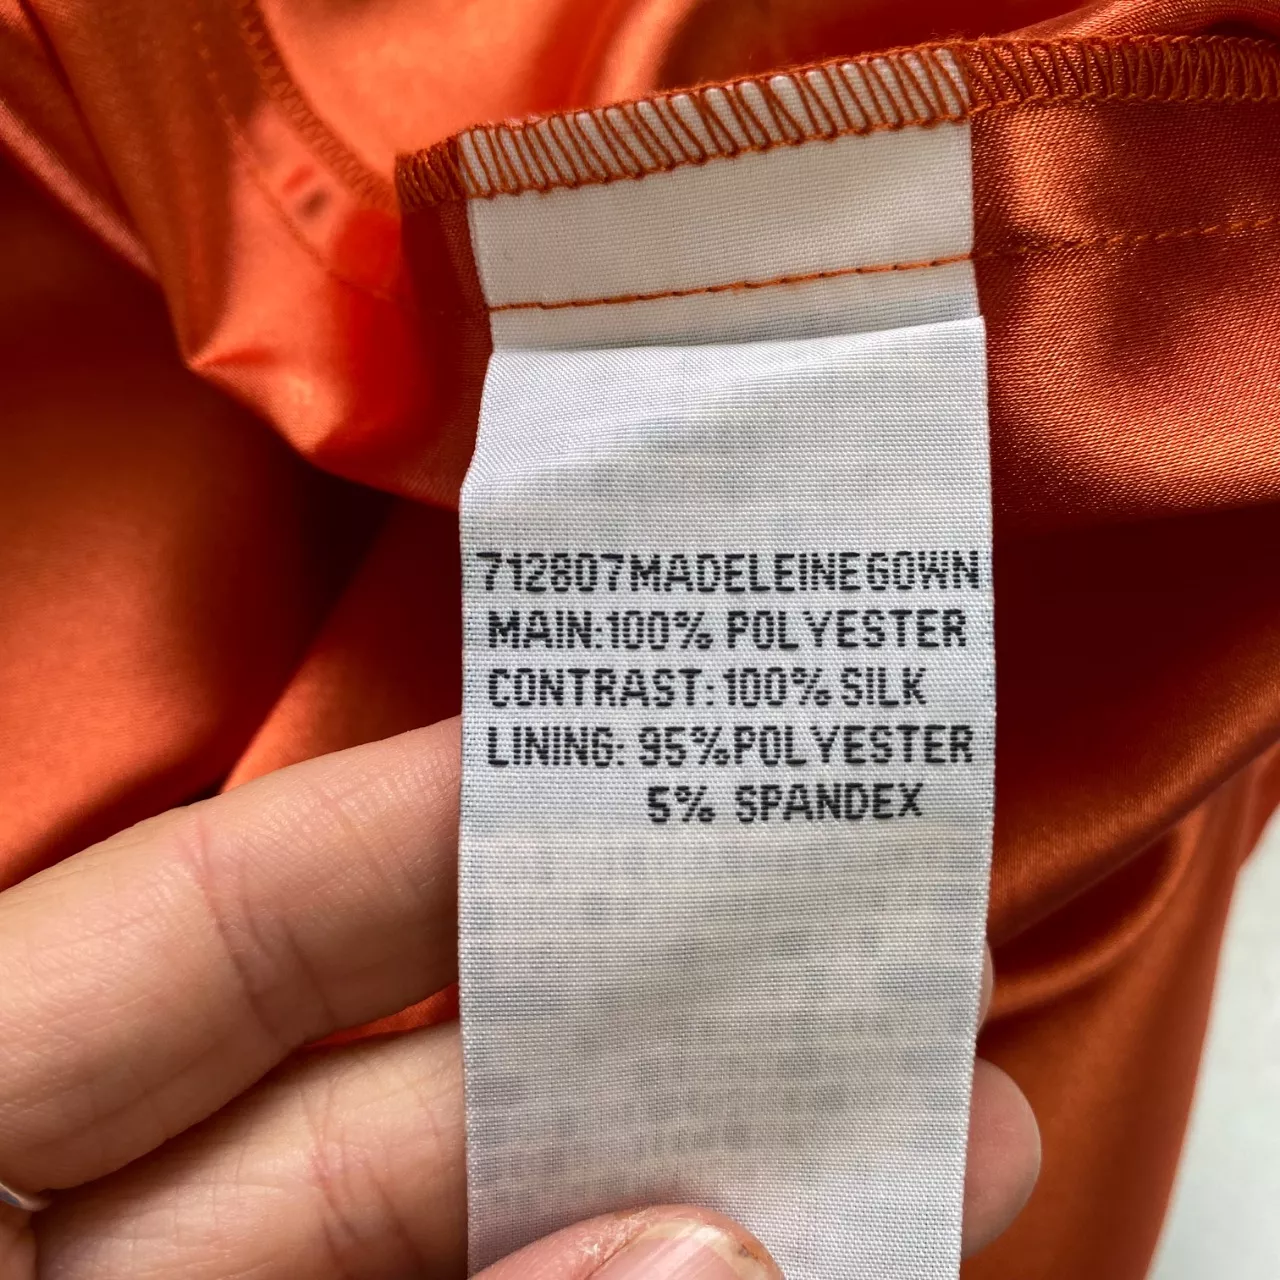 712807MADELEINEGOWN
MAIN:100% POLYESTER
CONTRAST: 100% SILK
LINING: 95%POLYESTER
5% SPANDEX